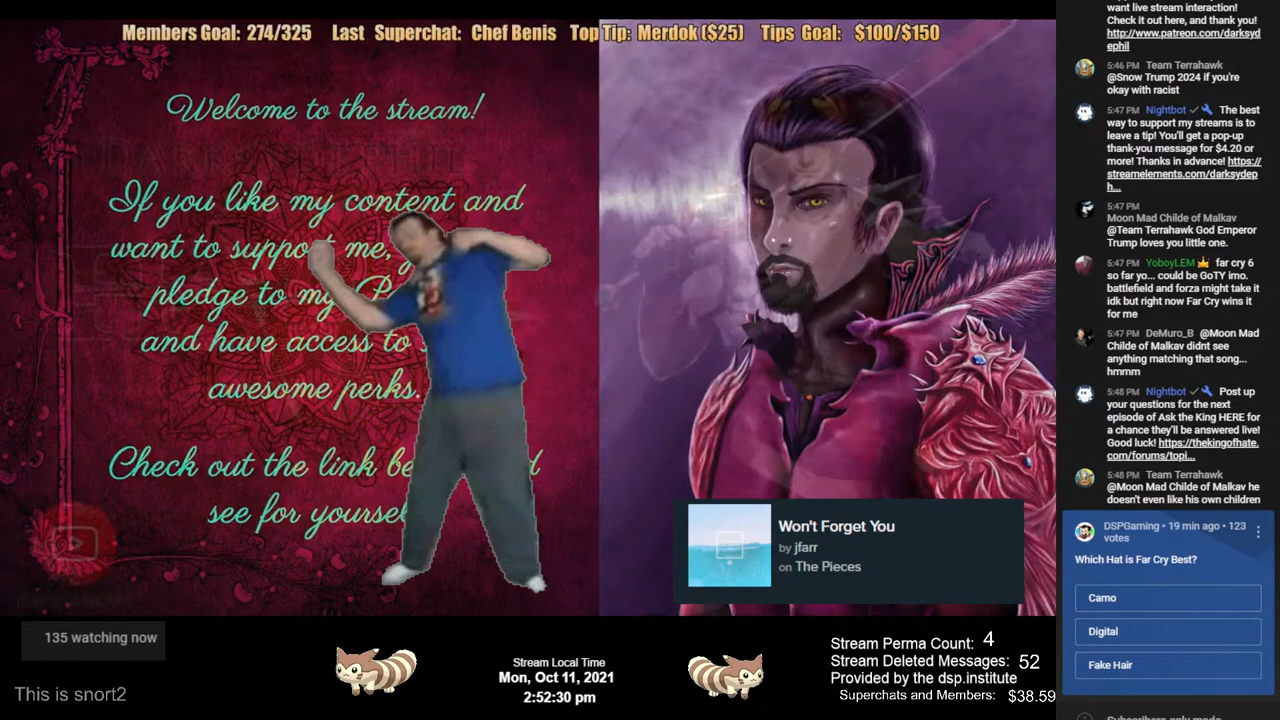 Members Goal: 274/325 Last Superchat: Chef Benis Top Tip: Merdok ($25) Tips Goal: $100/$150
Welcome to the stream!
If you like my content and
want to support me,
pledge to my
and have access to
awesome perks.
Check out the link
see for yourself
Won't Forget You
by jfarr
on The Pieces
135 watching now
This is snort2
Stream Local Time
Mon, Oct 11, 2021
2:52:30 pm
Stream Perma Count: 4
Stream Deleted Messages: 52
Provided by the dsp.institute
Superchats and Members: $38.59
want live stream interaction!
Check it out here, and thank you!
http://www.patreon.com/darksyd
ephil
5:46 PM Team Terrahawk
@Snow Trump 2024 if you're
okay with racist
5:47 PM Nightbot The best
way to support my streams is to
leave a tip! You'll get a pop-up
thank-you message for $4.20 or
more! Thanks in advance! https://
streamelements.com/darksydep
h...
5:47 PM
Moon Mad Childe of Malkav
@Team Terrahawk God Emperor
Trump loves you little one.
5:47 PM YoboyLEM far cry 6
so far yo... could be GoTY imo.
battlefield and forza might take it
idk but right now Far Cry wins it
for me
5:47 PM DeMuro_B @Moon Mad
Childe of Malkav didnt see
anything matching that song...
hmmm
5:48 PM Nightbot Post up
your questions for the next
episode of Ask the King HERE for
a chance they'll be answered live!
Good luck! https://thekingofhate.
com/forums/topi...
5:48 PM Team Terrahawk
@Moon Mad Childe of Malkav he
doesn't even like his own children
DSPGaming • 19 min ago • 123
votes
Which Hat is Far Cry Best?
Camo
Digital
Fake Hair
Subscribers-only mode